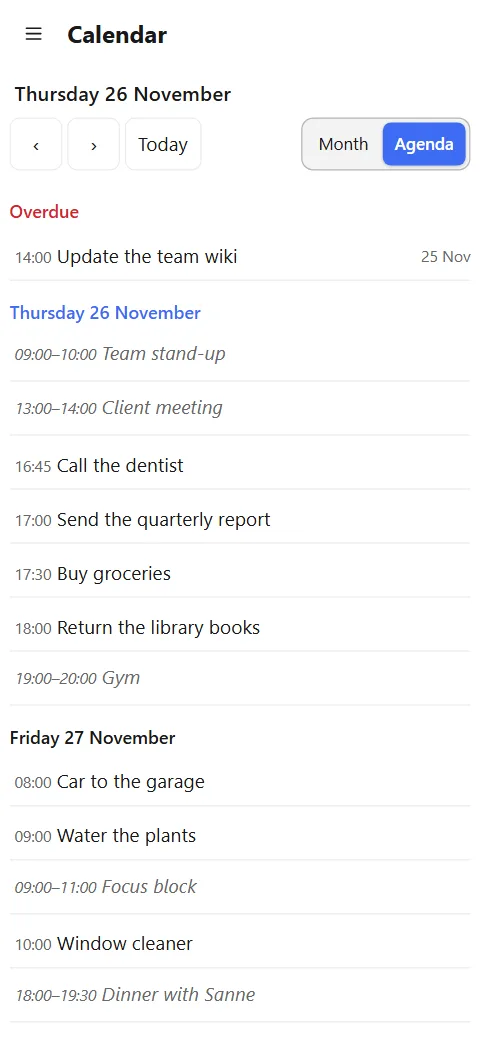 ☰ Calendar
Thursday 26 November
‹ › Today Month Agenda
Overdue
14:00 Update the team wiki 25 Nov
Thursday 26 November
09:00–10:00 Team stand-up
13:00–14:00 Client meeting
16:45 Call the dentist
17:00 Send the quarterly report
17:30 Buy groceries
18:00 Return the library books
19:00–20:00 Gym
Friday 27 November
08:00 Car to the garage
09:00 Water the plants
09:00–11:00 Focus block
10:00 Window cleaner
18:00–19:30 Dinner with Sanne